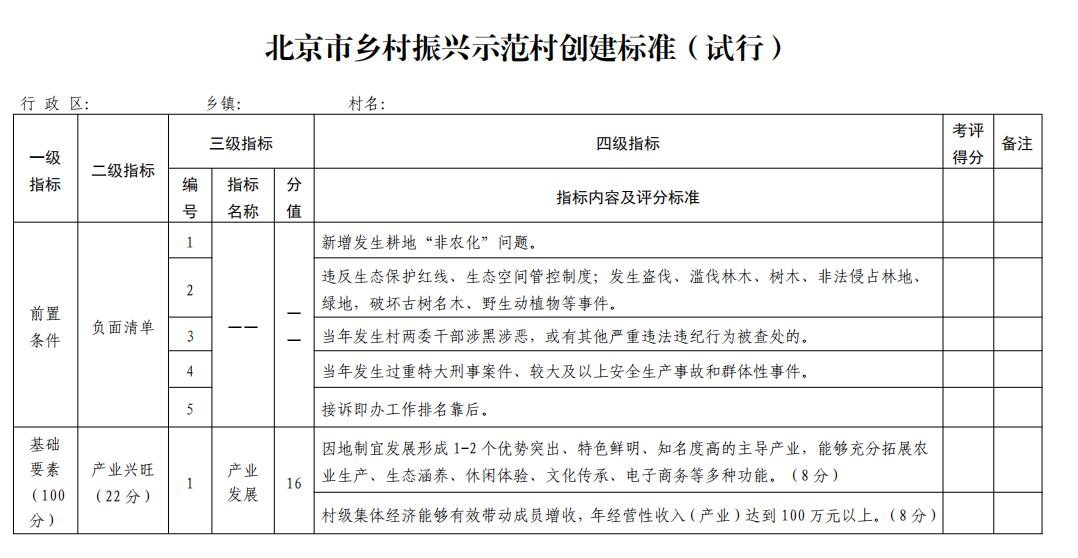 北京市乡村振兴示范村创建标准（试行）
行 政 区： 乡镇： 村名：
一级
指标
二级指标
三级指标
四级指标
考评
得分
备注
编
号
指标
名称
分
值
指标内容及评分标准
前置
条件
负面清单
1
——
—
—
新增发生耕地“非农化”问题。
2
违反生态保护红线、生态空间管控制度；发生盗伐、滥伐林木、树木、非法侵占林地、
绿地，破坏古树名木、野生动植物等事件。
3
当年发生村两委干部涉黑涉恶，或有其他严重违法违纪行为被查处的。
4
当年发生过重特大刑事案件、较大及以上安全生产事故和群体性事件。
5
接诉即办工作排名靠后。
基础
要素
（100
分）
产业兴旺
（22 分）
1
产业
发展
16
因地制宜发展形成 1-2 个优势突出、特色鲜明、知名度高的主导产业，能够充分拓展农
业生产、生态涵养、休闲体验、文化传承、电子商务等多种功能。（8 分）
村级集体经济能够有效带动成员增收，年经营性收入（产业）达到 100 万元以上。（8 分）